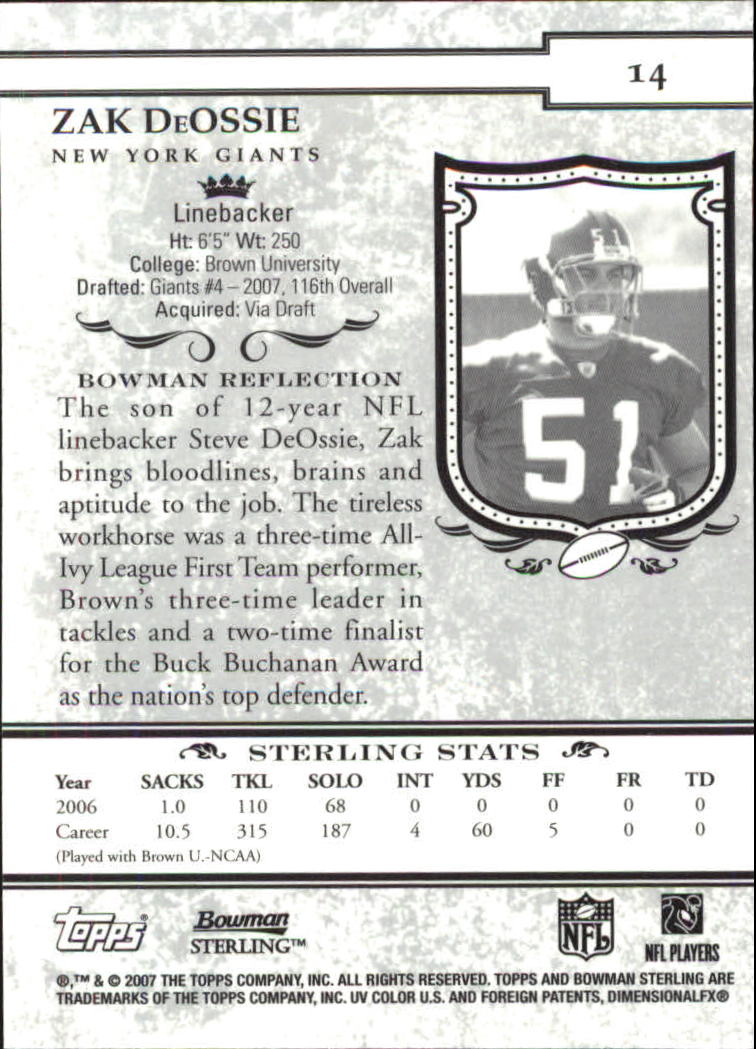 14
ZAK DEOSSIE
NEW YORK GIANTS
Linebacker
Ht: 6'5" Wt: 250
College: Brown University
Drafted: Giants #4 – 2007, 116th Overall
Acquired: Via Draft
51
51
BOWMAN REFLECTION
The son of 12-year NFL
linebacker Steve DeOssie, Zak
brings bloodlines, brains and
aptitude to the job. The tireless
workhorse was a three-time All-
Ivy League First Team performer,
Brown's three-time leader in
tackles and a two-time finalist
for the Buck Buchanan Award
as the nation's top defender.
STERLING STATS
Year SACKS TKL SOLO INT YDS FF FR TD
2006 1.0 110 68 0 0 0 0 0
Career 10.5 315 187 4 60 5 0 0
(Played with Brown U.-NCAA)
Topps® Bowman STERLING™ NFL NFL PLAYERS
®,™ & © 2007 THE TOPPS COMPANY, INC. ALL RIGHTS RESERVED. TOPPS AND BOWMAN STERLING ARE
TRADEMARKS OF THE TOPPS COMPANY, INC. UV COLOR U.S. AND FOREIGN PATENTS, DIMENSIONALFX®